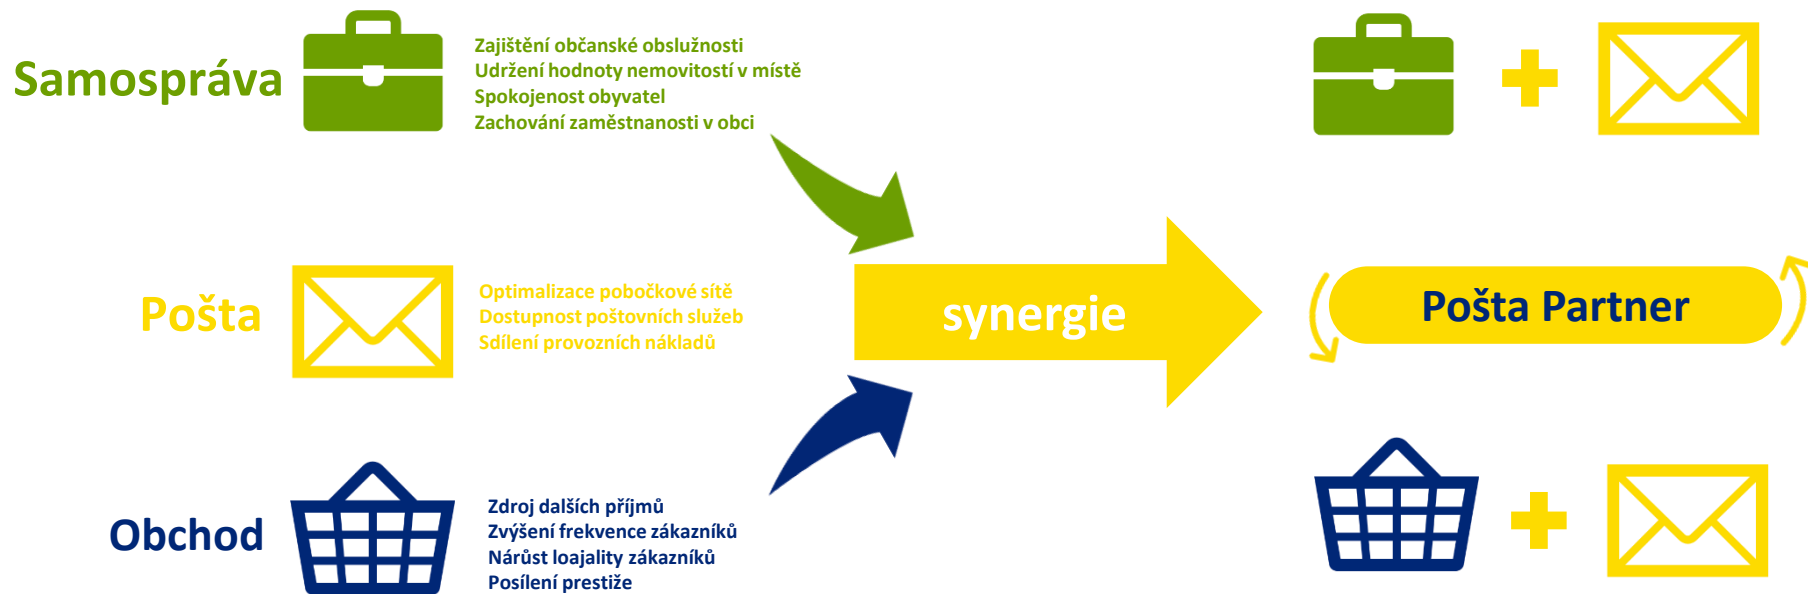 Samospráva
Zajištění občanské obslužnosti
Udržení hodnoty nemovitostí v místě
Spokojenost obyvatel
Zachování zaměstnanosti v obci
Pošta
Optimalizace pobočkové sítě
Dostupnost poštovních služeb
Sdílení provozních nákladů
synergie
Pošta Partner
Obchod
Zdroj dalších příjmů
Zvýšení frekvence zákazníků
Nárůst loajality zákazníků
Posílení prestiže